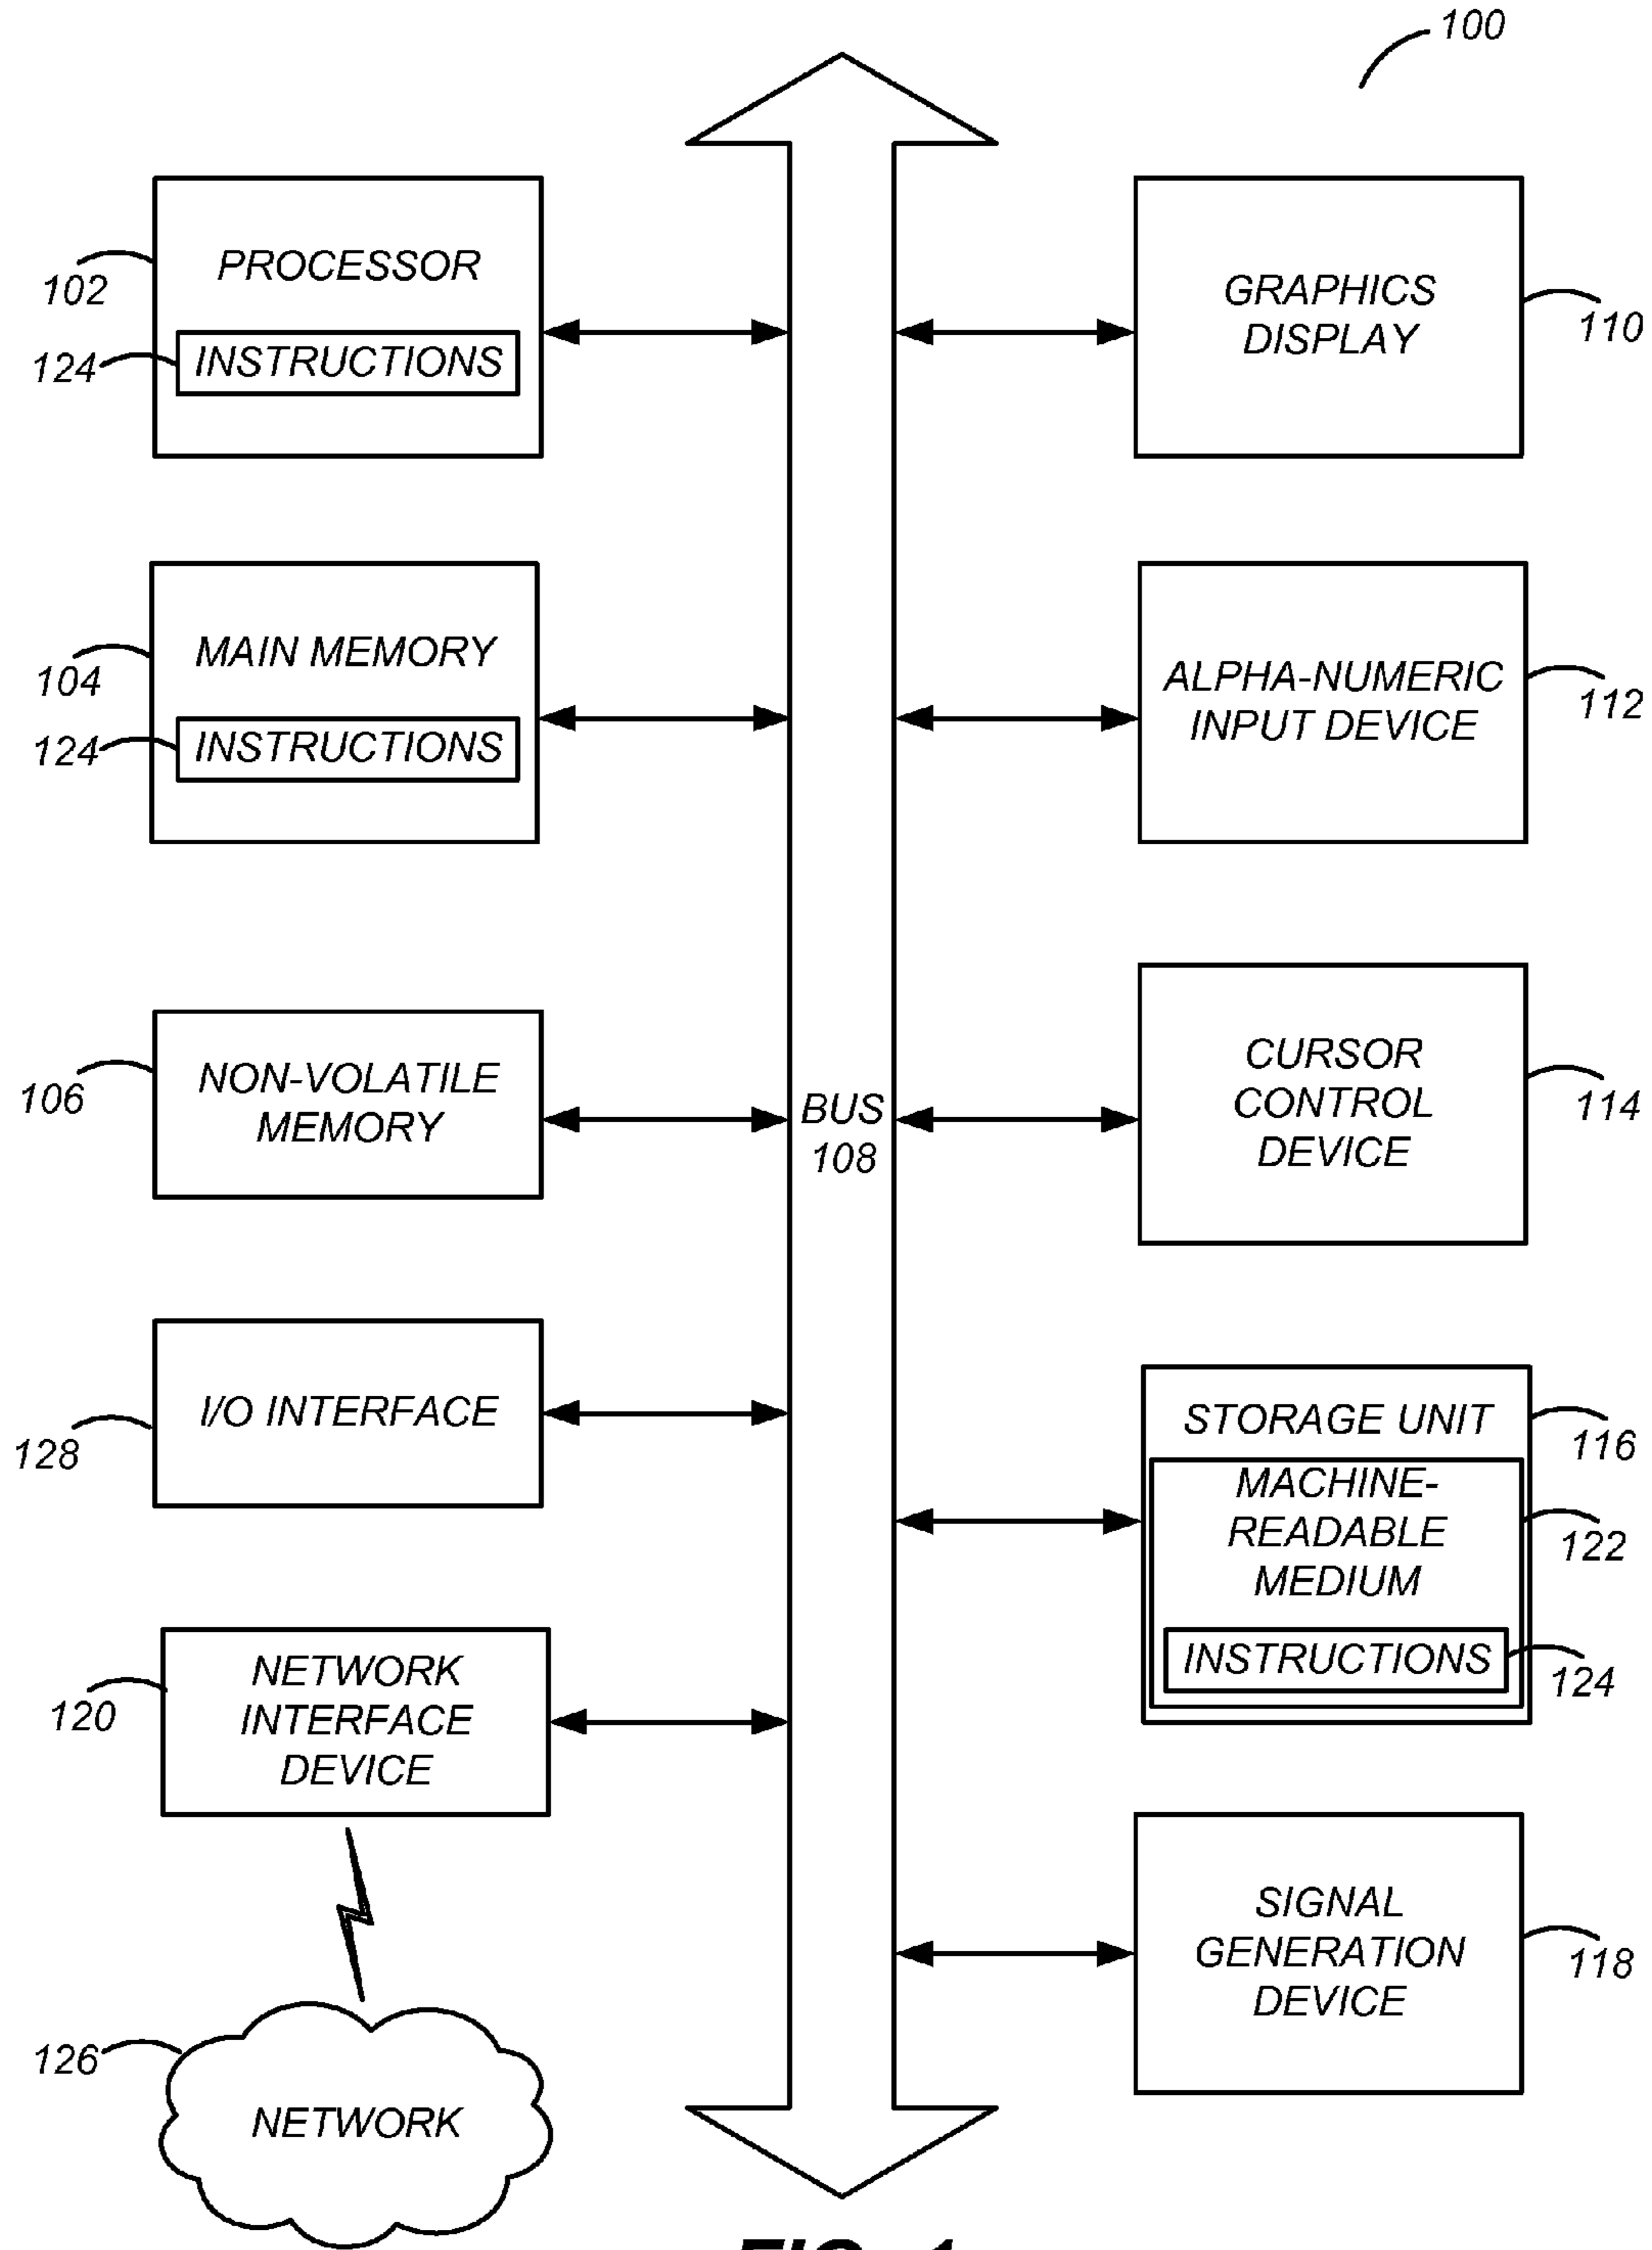 100
PROCESSOR
102
INSTRUCTIONS
124
MAIN MEMORY
104
INSTRUCTIONS
124
NON-VOLATILE
MEMORY
106
I/O INTERFACE
128
NETWORK
INTERFACE
DEVICE
120
126
NETWORK
BUS
108
GRAPHICS
DISPLAY
110
ALPHA-NUMERIC
INPUT DEVICE
112
CURSOR
CONTROL
DEVICE
114
STORAGE UNIT
116
MACHINE-
READABLE
MEDIUM
122
INSTRUCTIONS
124
SIGNAL
GENERATION
DEVICE
118
FIG. 1